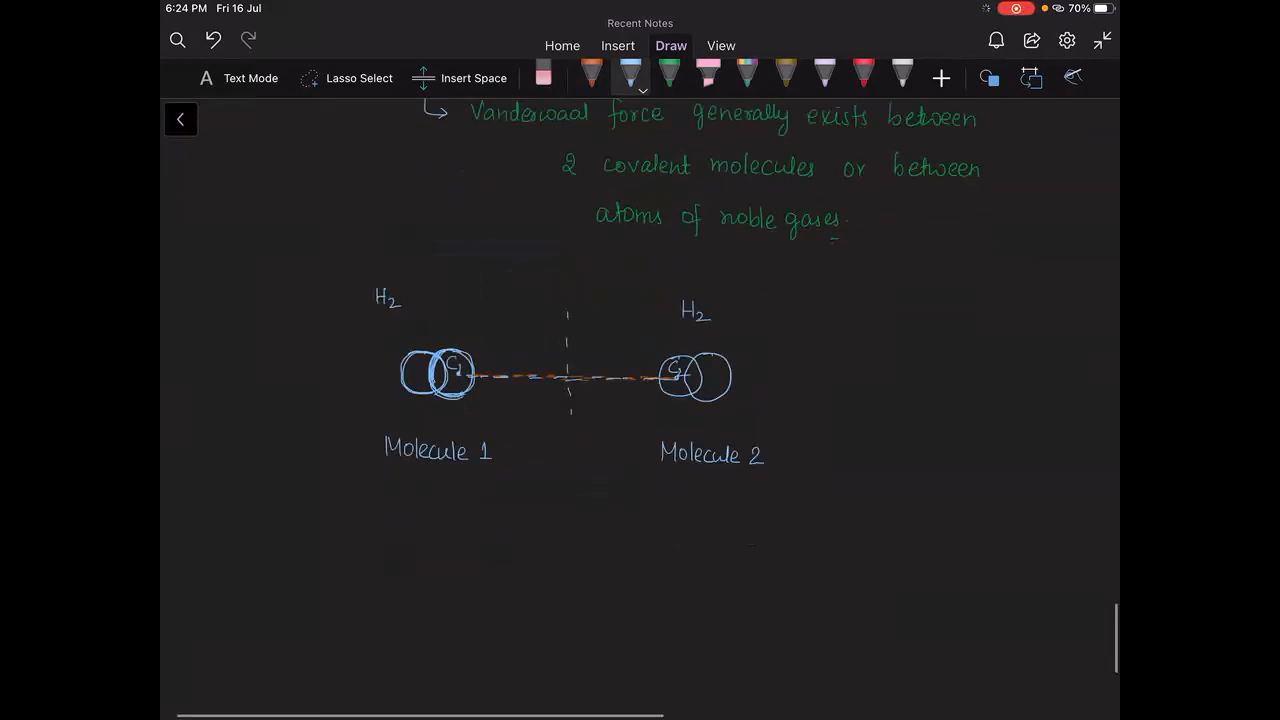 6:24 PM Fri 16 Jul
70%
Recent Notes
Home Insert Draw View
Text Mode Lasso Select Insert Space
Vanderwaal force generally exists between
2 covalent molecules or between
atoms of noble gases.
H2 H2
Molecule 1 Molecule 2